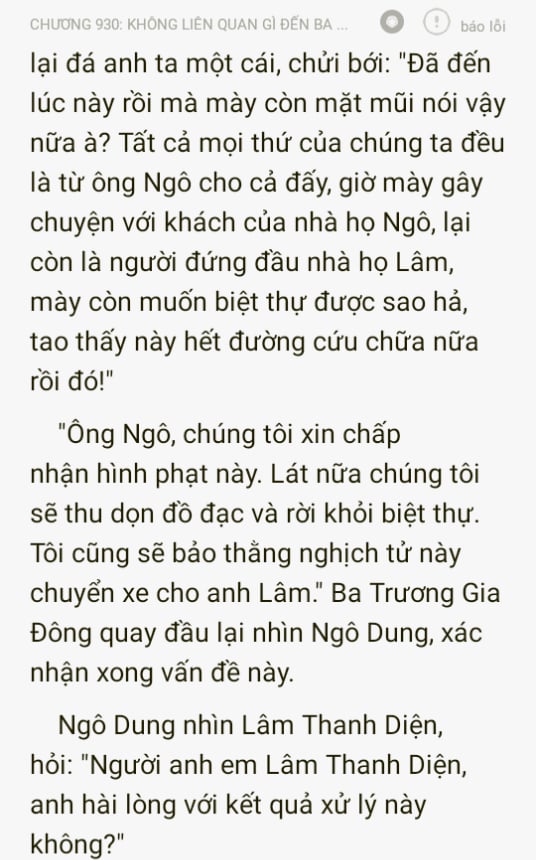 CHƯƠNG 930: KHÔNG LIÊN QUAN GÌ ĐẾN BA ...
báo lỗi
lại đá anh ta một cái, chửi bới: "Đã đến
lúc này rồi mà mày còn mặt mũi nói vậy
nữa à? Tất cả mọi thứ của chúng ta đều
là từ ông Ngô cho cả đấy, giờ mày gây
chuyện với khách của nhà họ Ngô, lại
còn là người đứng đầu nhà họ Lâm,
mày còn muốn biệt thự được sao hả,
tao thấy này hết đường cứu chữa nữa
rồi đó!"
"Ông Ngô, chúng tôi xin chấp
nhận hình phạt này. Lát nữa chúng tôi
sẽ thu dọn đồ đạc và rời khỏi biệt thự.
Tôi cũng sẽ bảo thằng nghịch tử này
chuyển xe cho anh Lâm." Ba Trương Gia
Đông quay đầu lại nhìn Ngô Dung, xác
nhận xong vấn đề này.
Ngô Dung nhìn Lâm Thanh Diện,
hỏi: "Người anh em Lâm Thanh Diện,
anh hài lòng với kết quả xử lý này
không?"